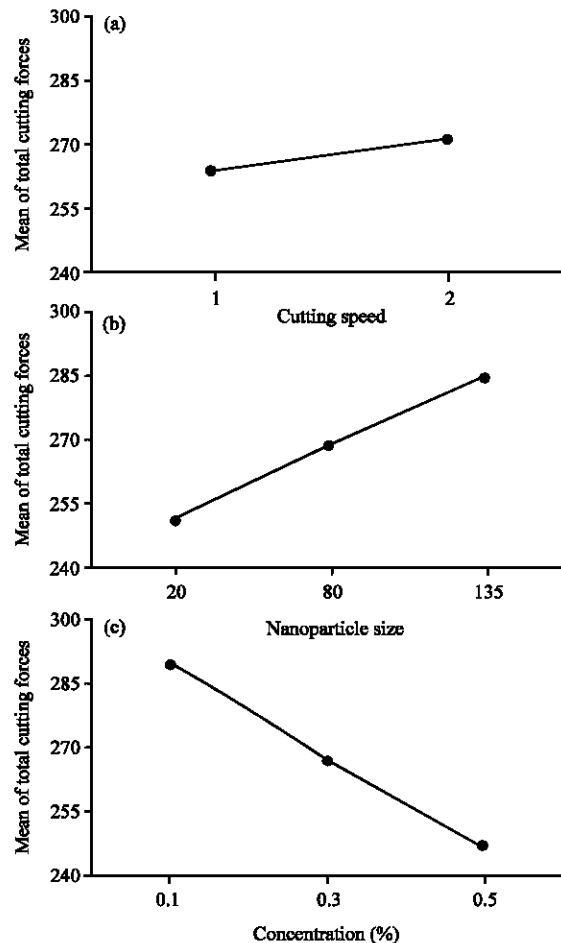 (a)
Mean of total cutting forces
300
285
270
255
240
1 2
Cutting speed
(b)
Mean of total cutting forces
300
285
270
255
240
20 80 135
Nanoparticle size
(c)
Mean of total cutting forces
300
285
270
255
240
0.1 0.3 0.5
Concentration (%)